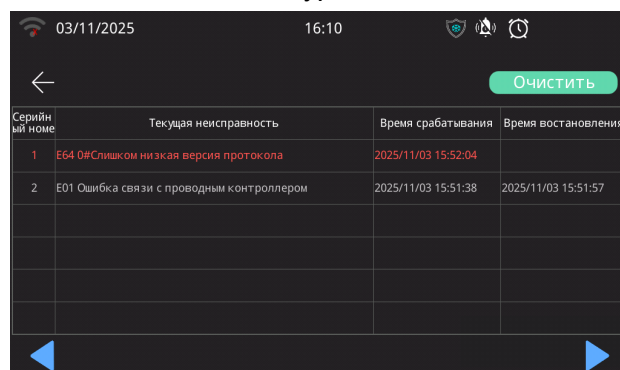 03/11/2025 16:10
Очистить
Серийн
ый номе
Текущая неисправность Время срабатывания Время востановления
1 E64 0#Слишком низкая версия протокола 2025/11/03 15:52:04
2 E01 Ошибка связи с проводным контроллером 2025/11/03 15:51:38 2025/11/03 15:51:57